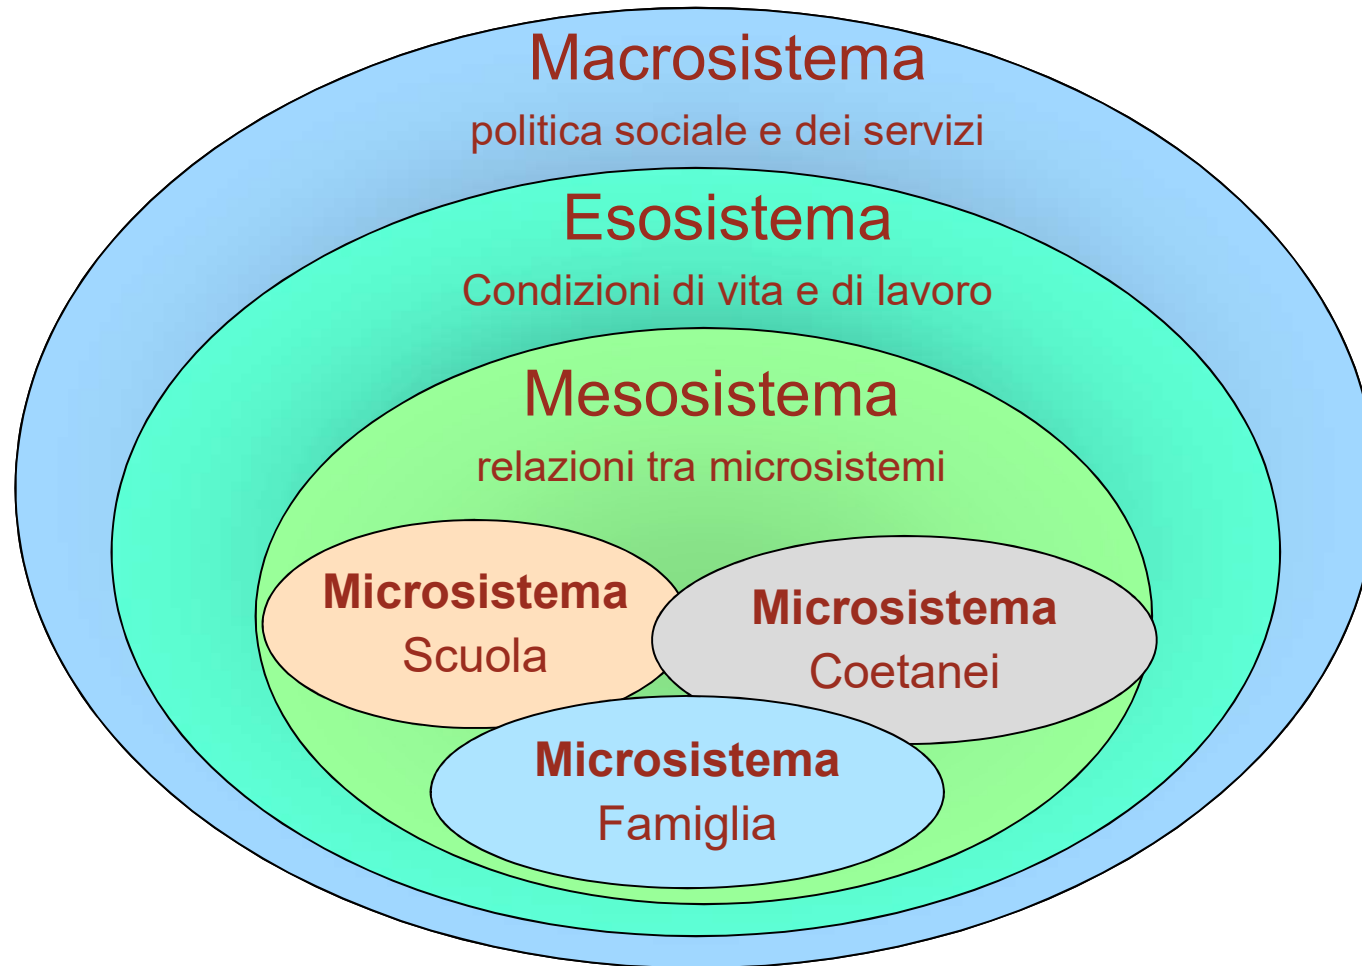 Macrosistema
politica sociale e dei servizi
Esosistema
Condizioni di vita e di lavoro
Mesosistema
relazioni tra microsistemi
Microsistema
Scuola
Microsistema
Coetanei
Microsistema
Famiglia